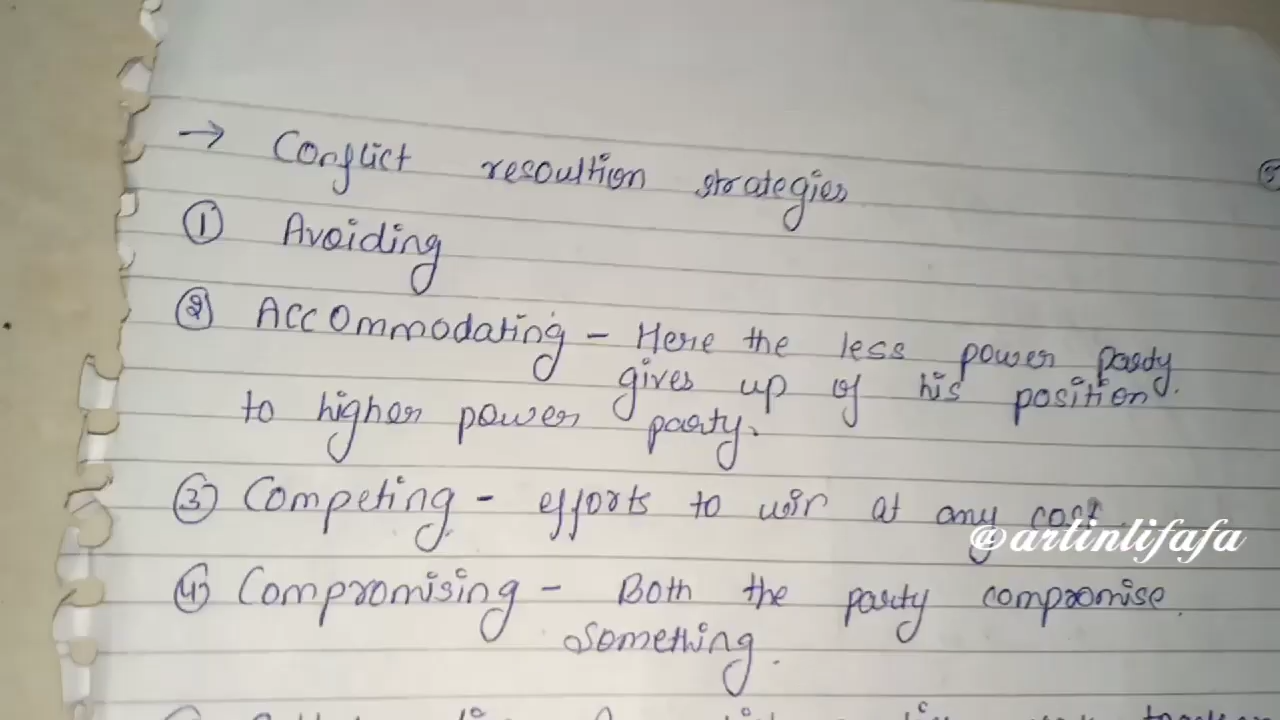 → Conflict resoultion strategies
① Avoiding
② Accommodating - Here the less power party
gives up of his position.
to higher power party.
③ Competing - efforts to win at any cost
@artinlifafa
④ Compromising - Both the party compromise.
something.